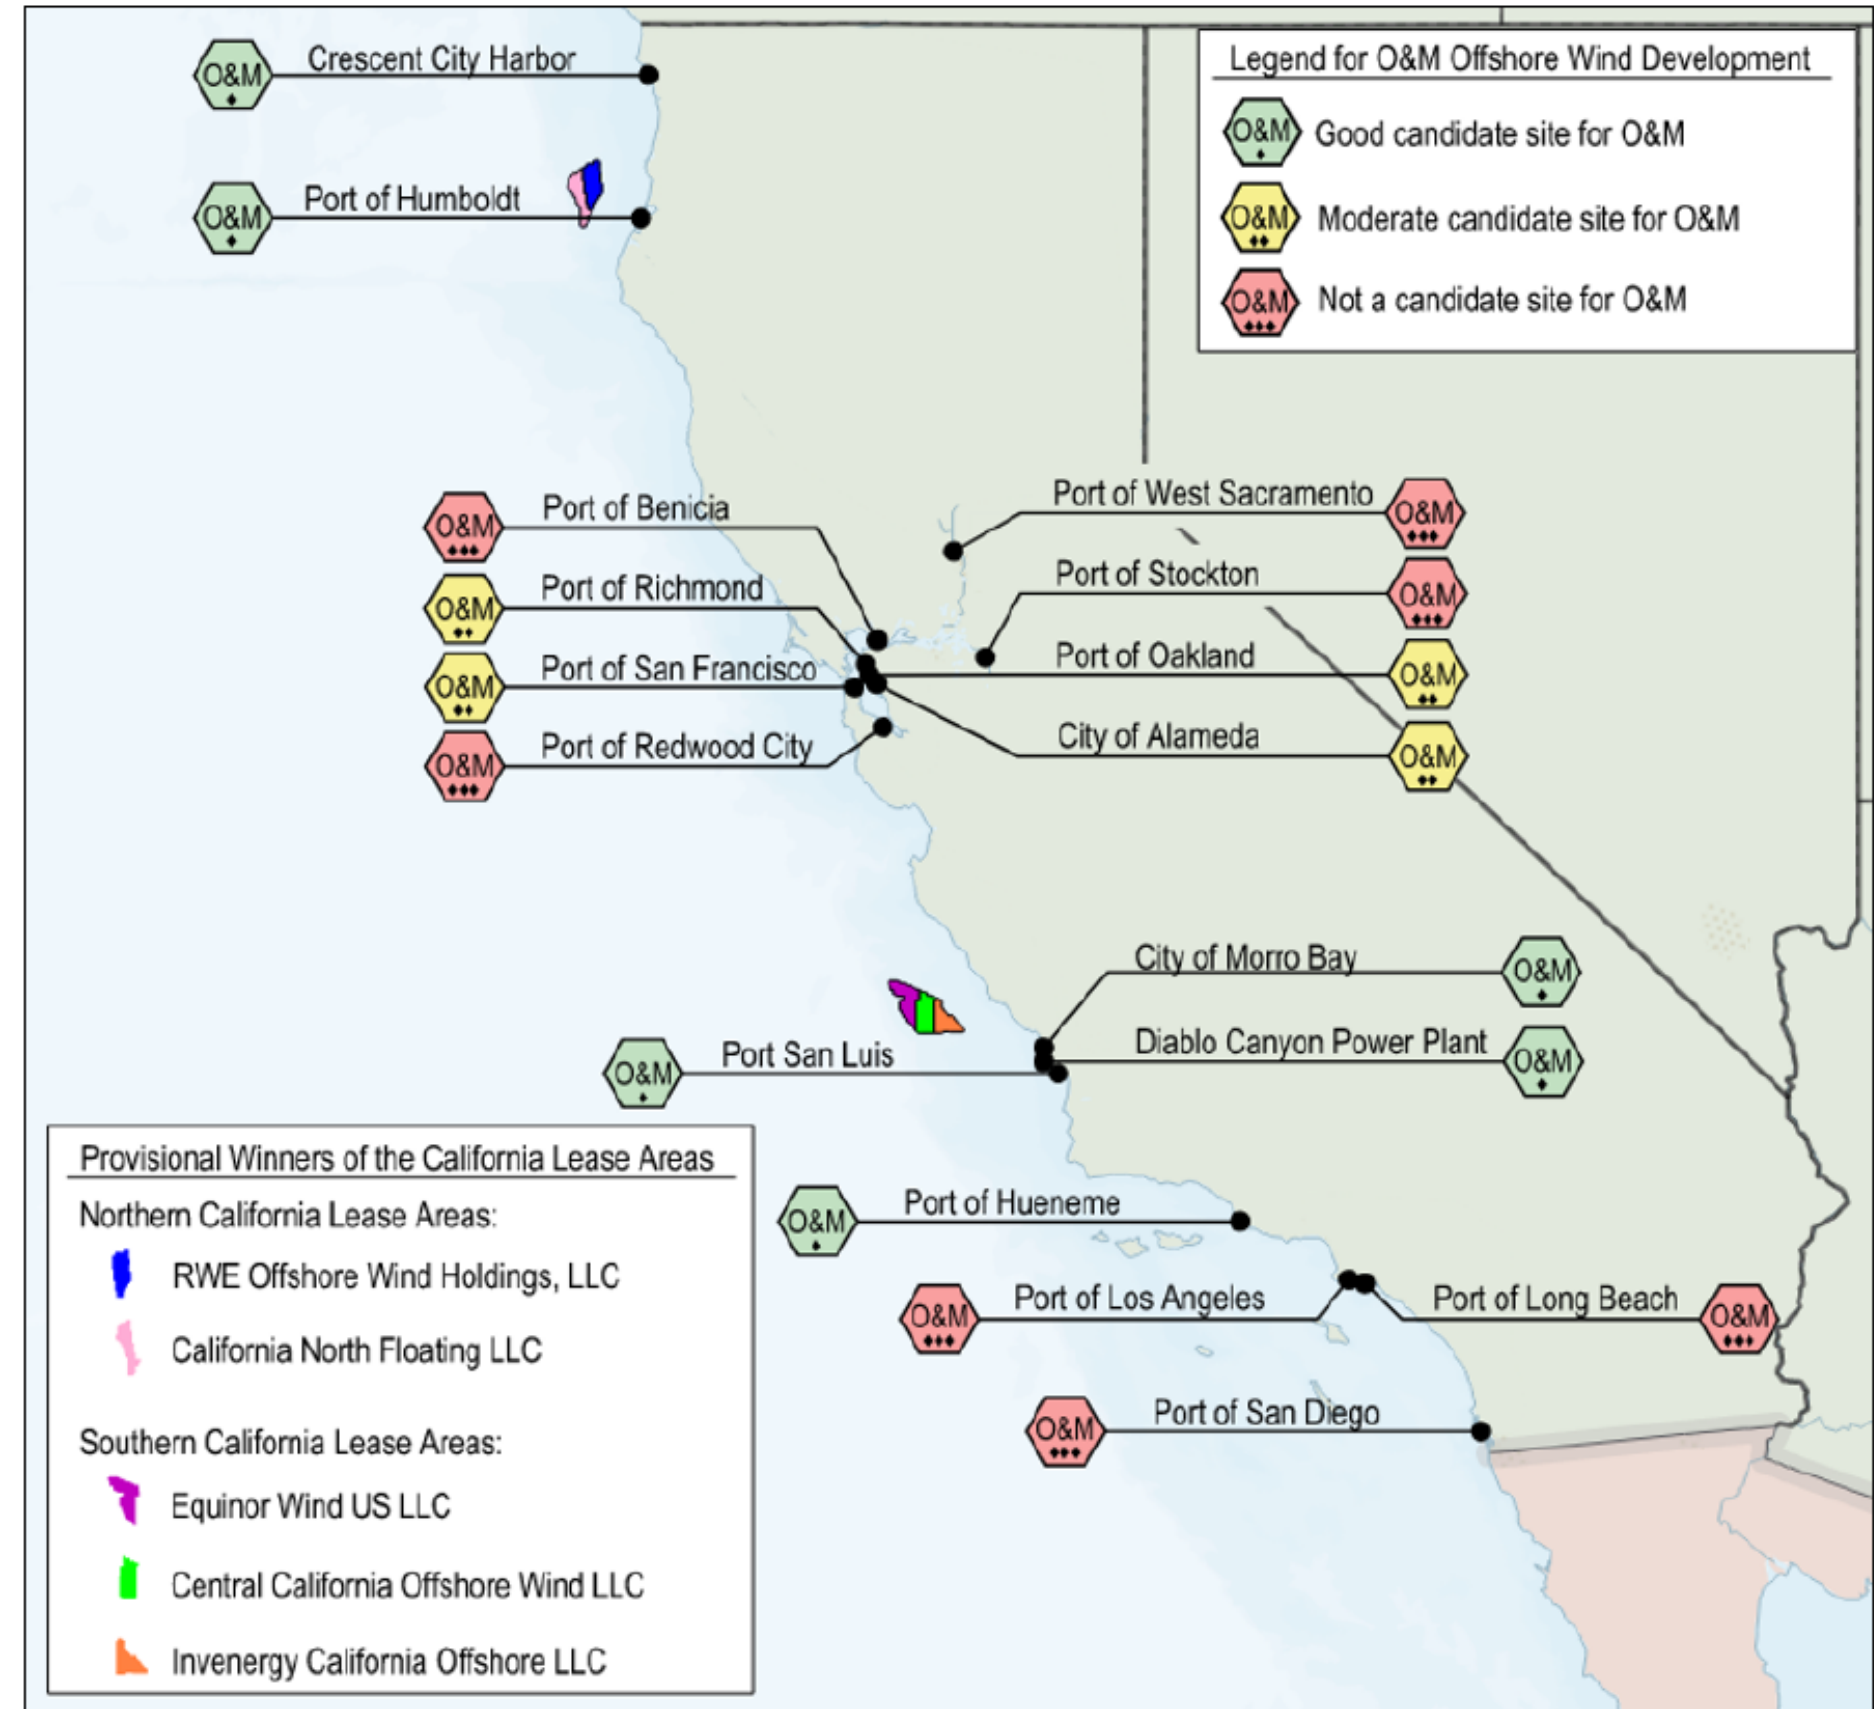 Crescent City Harbor
O&M
Legend for O&M Offshore Wind Development
O&M
Good candidate site for O&M
O&M
Moderate candidate site for O&M
O&M
Not a candidate site for O&M
Port of Humboldt
O&M
Port of Benicia
O&M
Port of Richmond
O&M
Port of San Francisco
O&M
Port of Redwood City
O&M
Port of West Sacramento
O&M
Port of Stockton
O&M
Port of Oakland
O&M
City of Alameda
O&M
City of Morro Bay
O&M
Diablo Canyon Power Plant
O&M
Port San Luis
O&M
Port of Hueneme
O&M
Port of Los Angeles
O&M
Port of Long Beach
O&M
Port of San Diego
O&M
Provisional Winners of the California Lease Areas
Northern California Lease Areas:
RWE Offshore Wind Holdings, LLC
California North Floating LLC
Southern California Lease Areas:
Equinor Wind US LLC
Central California Offshore Wind LLC
Invenergy California Offshore LLC